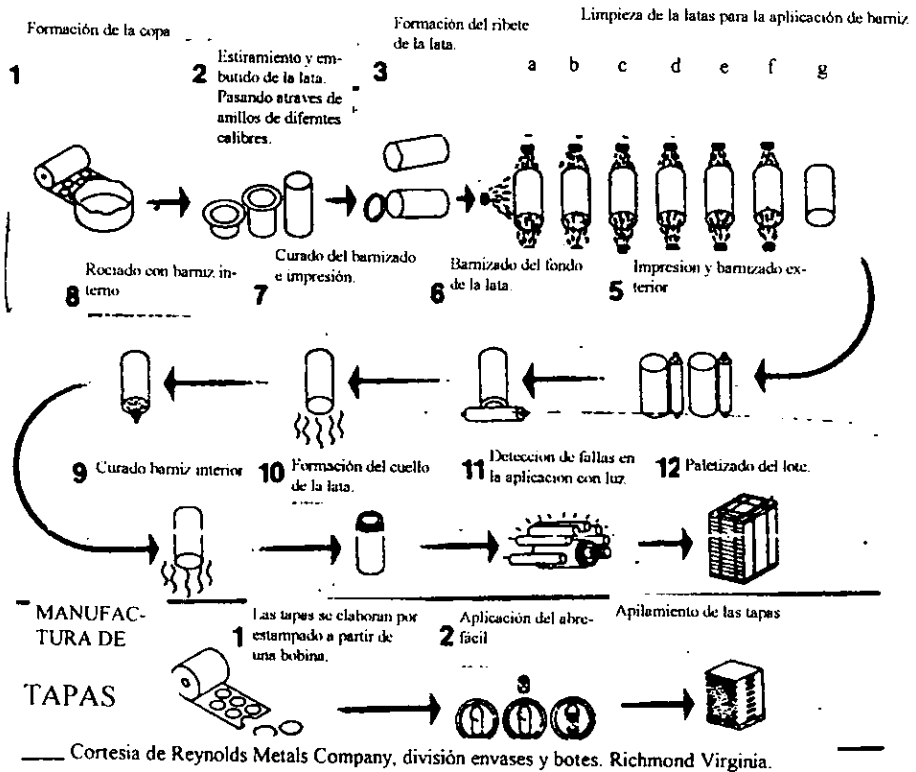 Formación de la copa
1
2
Estiramiento y em-
butido de la lata.
Pasando atraves de
anillos de diferntes
calibres.
3
Formación del ribete
de la lata.
Limpieza de la latas para la apliicación de barniz
a b c d e f g
8
Rociado con barniz in-
terno
7
Curado del barnizado
e impresión.
6
Barnizado del fondo
de la lata.
5
Impresion y barnizado ex-
terior
9 Curado barniz interior
10 Formación del cuello
de la lata.
11 Deteccion de fallas en
la aplicacion con luz.
12 Paletizado del lote.
MANUFAC-
TURA DE
TAPAS
1
Las tapas se elaboran por
estampado a partir de
una bobina.
2
Aplicación del abre-
fácil
Apilamiento de las tapas
Cortesia de Reynolds Metals Company, división envases y botes. Richmond Virginia.